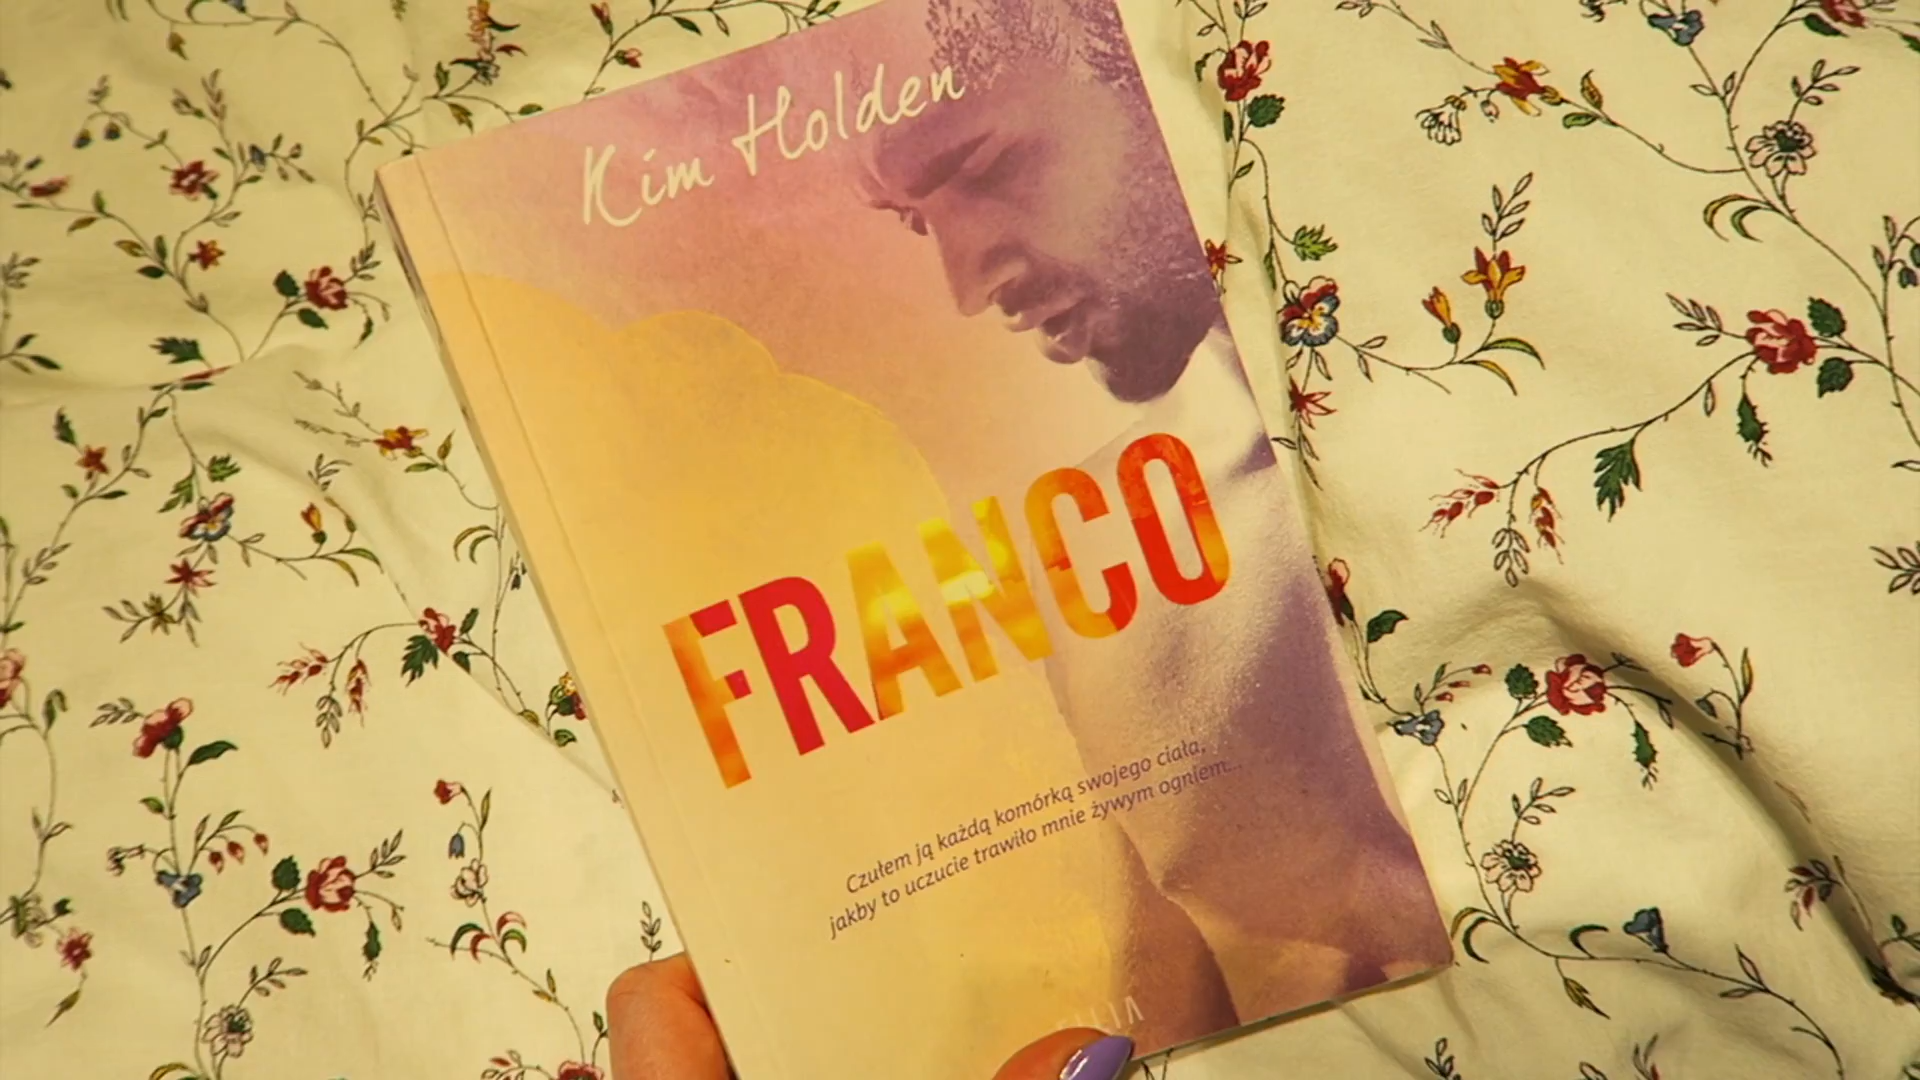 Kim Holden
FRANCO
Czułem ją każdą komórką swojego ciała,
jakby to uczucie trawiło mnie żywym ogniem...